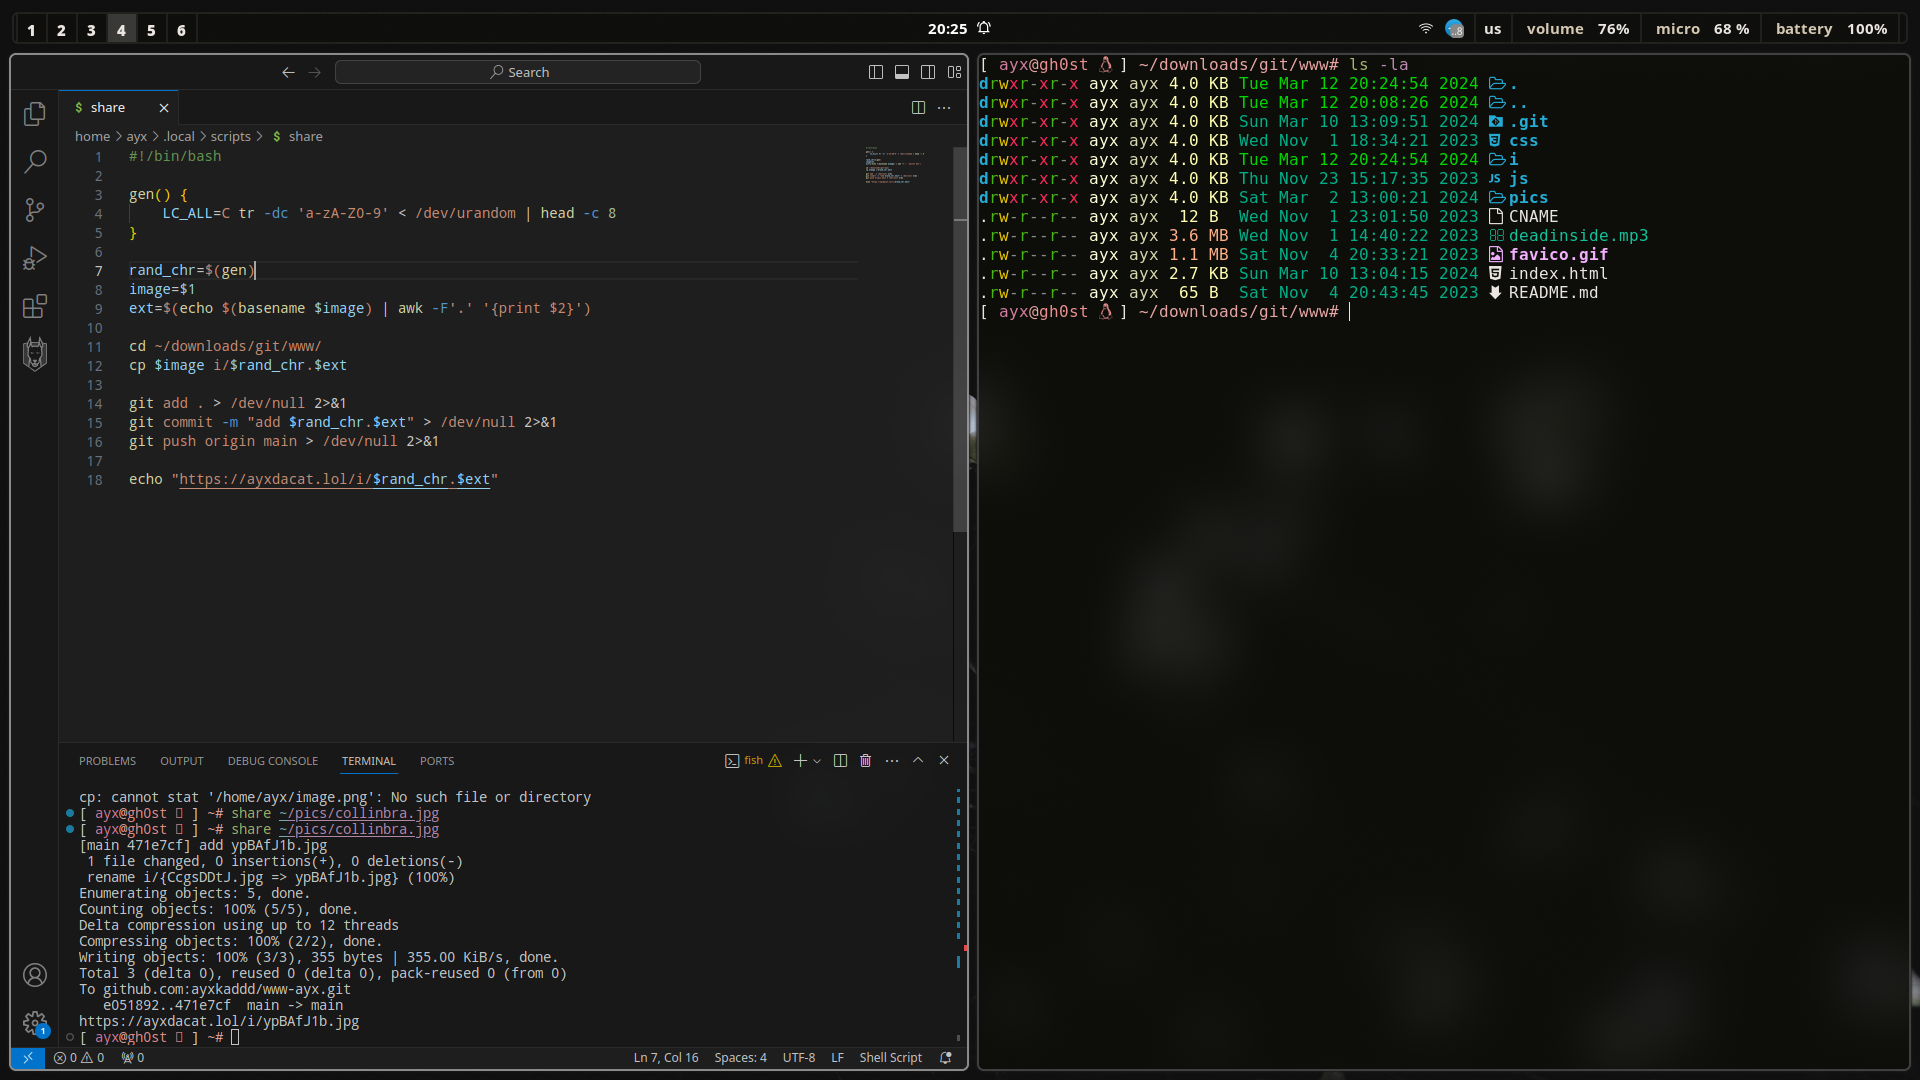 1 2 3 4 5 6
20:25
us
volume 76%
micro 68 %
battery 100%
Search
$ share
home > ayx > .local > scripts > $ share
1 #!/bin/bash
2
3 gen() {
4     LC_ALL=C tr -dc 'a-zA-Z0-9' < /dev/urandom | head -c 8
5 }
6
7 rand_chr=$(gen)
8 image=$1
9 ext=$(echo $(basename $image) | awk -F'.' '{print $2}')
10
11 cd ~/downloads/git/www/
12 cp $image i/$rand_chr.$ext
13
14 git add . > /dev/null 2>&1
15 git commit -m "add $rand_chr.$ext" > /dev/null 2>&1
16 git push origin main > /dev/null 2>&1
17
18 echo "https://ayxdacat.lol/i/$rand_chr.$ext"
PROBLEMS OUTPUT DEBUG CONSOLE TERMINAL PORTS
fish
cp: cannot stat '/home/ayx/image.png': No such file or directory
[ ayx@gh0st ] ~# share ~/pics/collinbra.jpg
[ ayx@gh0st ] ~# share ~/pics/collinbra.jpg
[main 471e7cf] add ypBAfJ1b.jpg
 1 file changed, 0 insertions(+), 0 deletions(-)
 rename i/{CcgsDDtJ.jpg => ypBAfJ1b.jpg} (100%)
Enumerating objects: 5, done.
Counting objects: 100% (5/5), done.
Delta compression using up to 12 threads
Compressing objects: 100% (2/2), done.
Writing objects: 100% (3/3), 355 bytes | 355.00 KiB/s, done.
Total 3 (delta 0), reused 0 (delta 0), pack-reused 0 (from 0)
To github.com:ayxkaddd/www-ayx.git
   e051892..471e7cf  main -> main
https://ayxdacat.lol/i/ypBAfJ1b.jpg
[ ayx@gh0st ] ~#
1
0 0 0
Ln 7, Col 16 Spaces: 4 UTF-8 LF Shell Script
[ ayx@gh0st ] ~/downloads/git/www# ls -la
drwxr-xr-x ayx ayx 4.0 KB Tue Mar 12 20:24:54 2024 .
drwxr-xr-x ayx ayx 4.0 KB Tue Mar 12 20:08:26 2024 ..
drwxr-xr-x ayx ayx 4.0 KB Sun Mar 10 13:09:51 2024 .git
drwxr-xr-x ayx ayx 4.0 KB Wed Nov  1 18:34:21 2023 css
drwxr-xr-x ayx ayx 4.0 KB Tue Mar 12 20:24:54 2024 i
drwxr-xr-x ayx ayx 4.0 KB Thu Nov 23 15:17:35 2023 JS js
drwxr-xr-x ayx ayx 4.0 KB Sat Mar  2 13:00:21 2024 pics
.rw-r--r-- ayx ayx  12 B  Wed Nov  1 23:01:50 2023 CNAME
.rw-r--r-- ayx ayx 3.6 MB Wed Nov  1 14:40:22 2023 deadinside.mp3
.rw-r--r-- ayx ayx 1.1 MB Sat Nov  4 20:33:21 2023 favico.gif
.rw-r--r-- ayx ayx 2.7 KB Sun Mar 10 13:04:15 2024 index.html
.rw-r--r-- ayx ayx  65 B  Sat Nov  4 20:43:45 2023 README.md
[ ayx@gh0st ] ~/downloads/git/www#